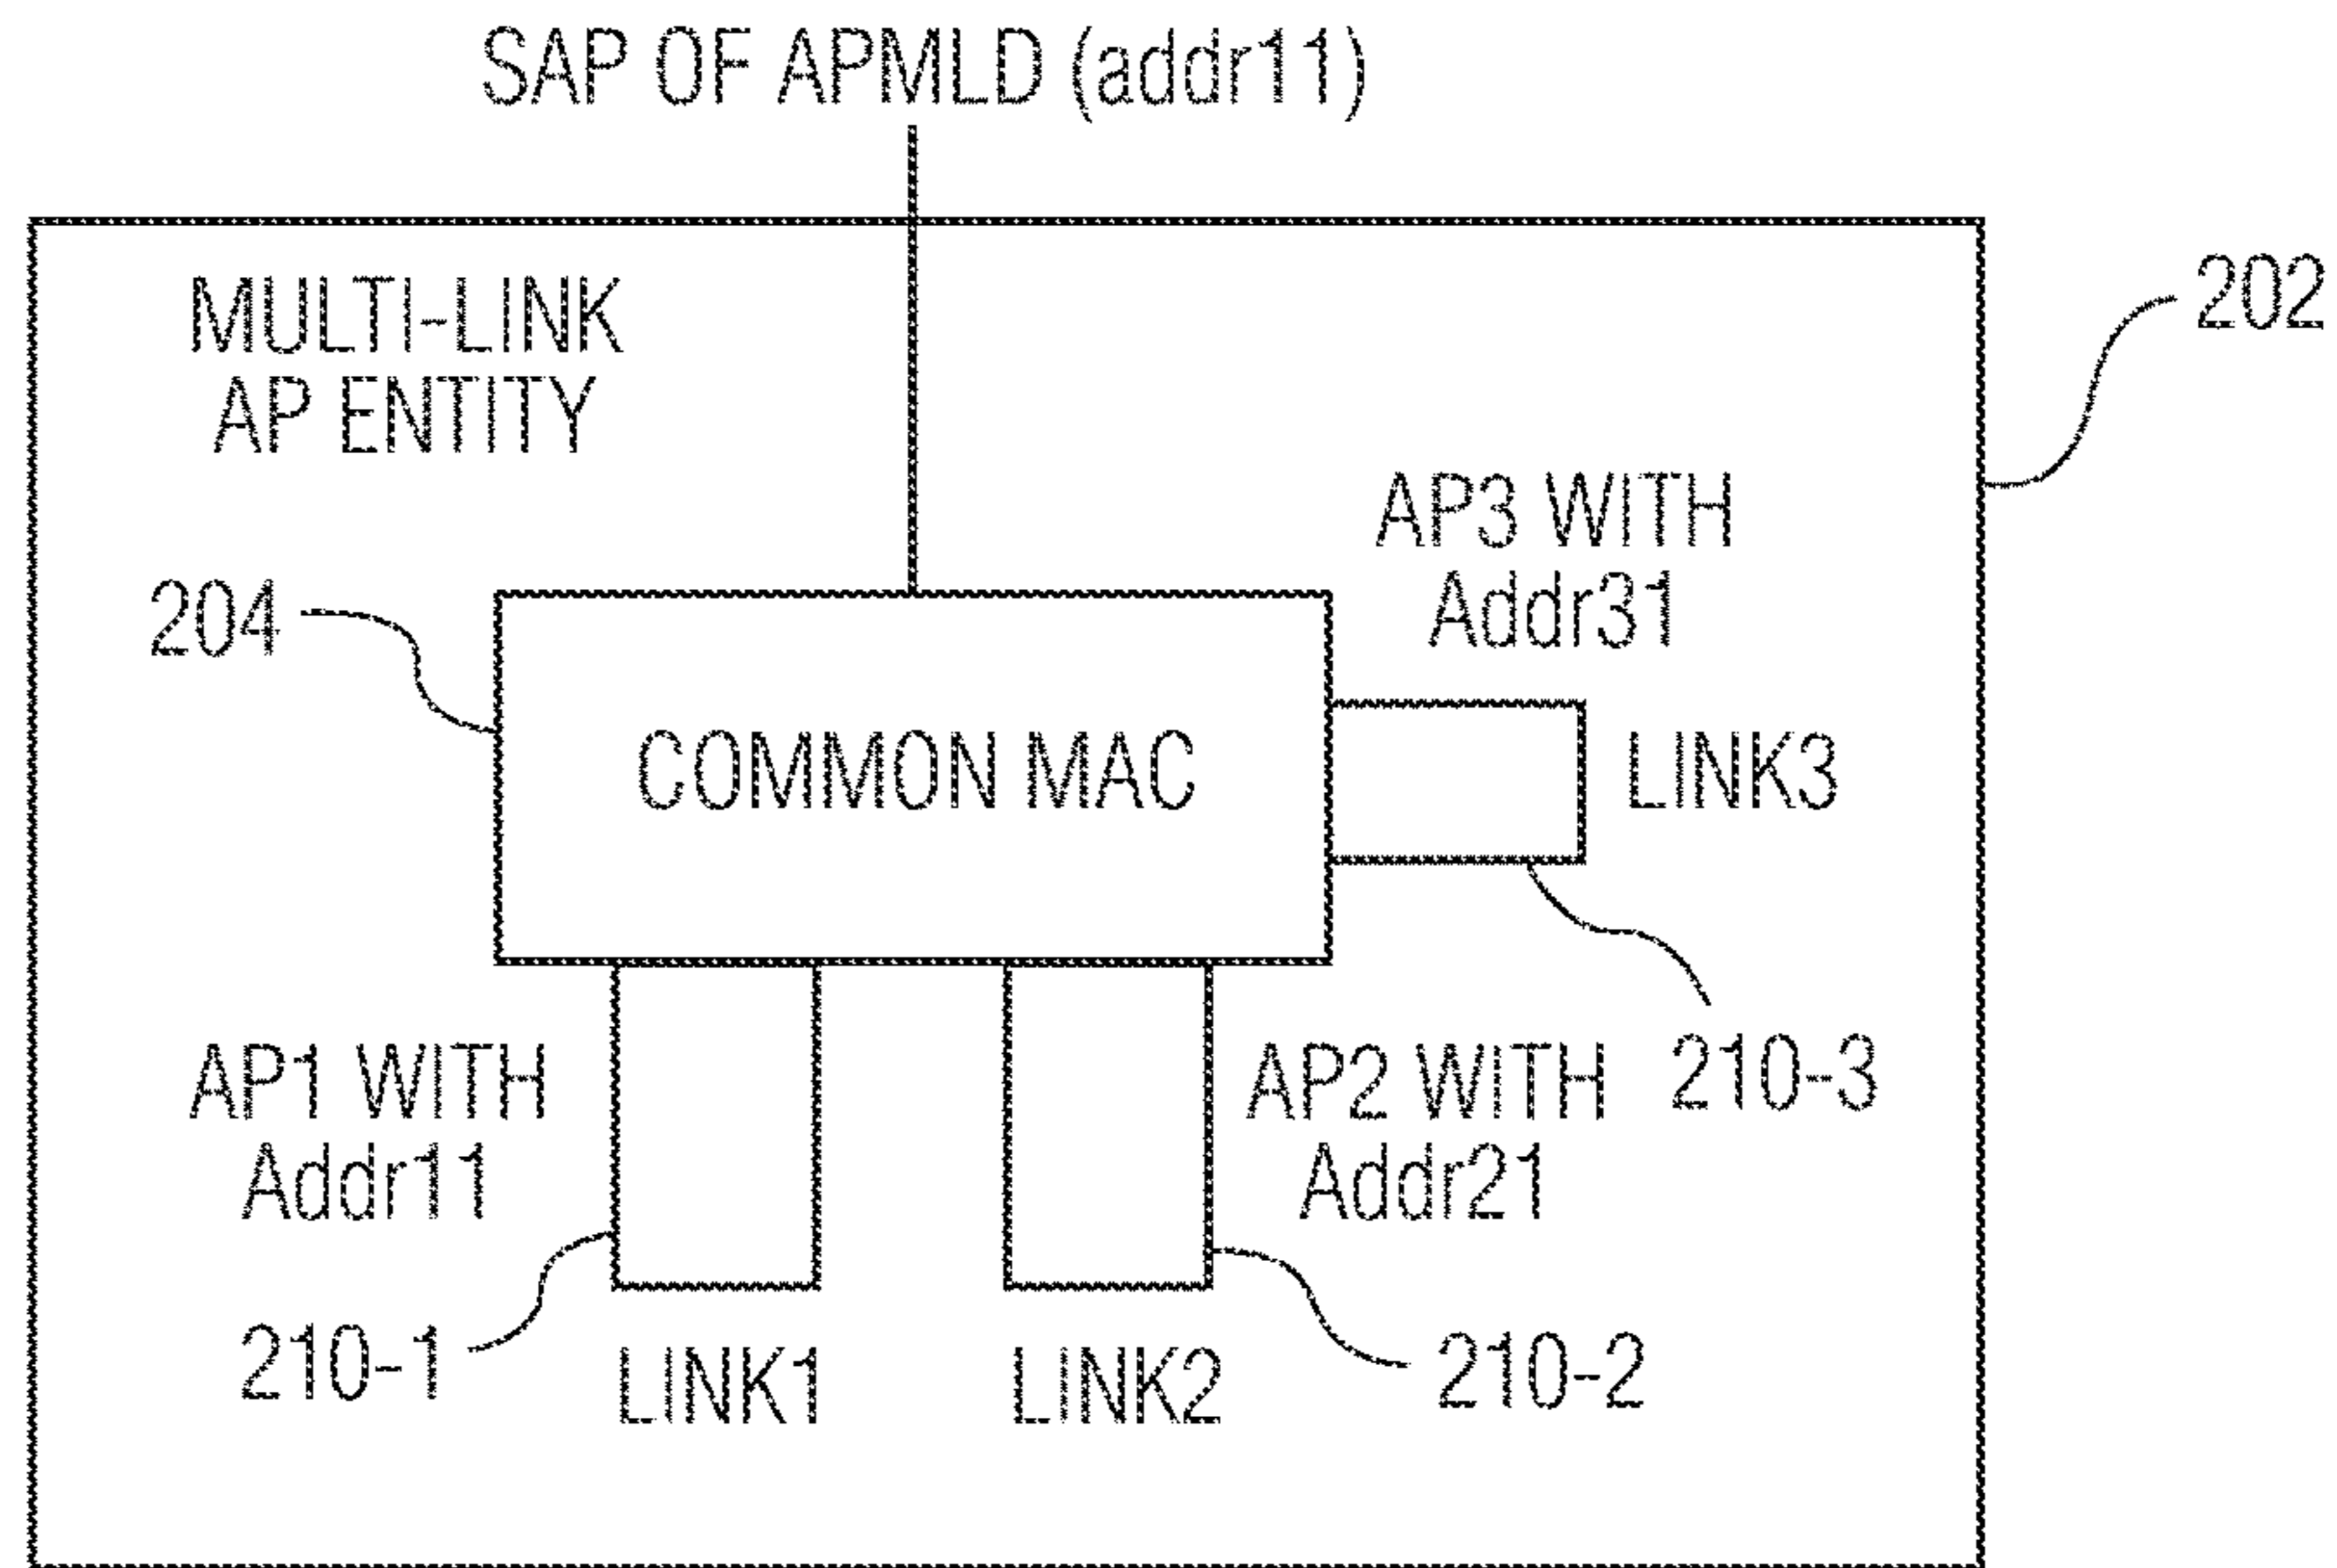 SAP OF APMLD (addr11)
MULTI-LINK
AP ENTITY
202
AP3 WITH
Addr31
204
COMMON MAC
LINK3
AP1 WITH
Addr11
AP2 WITH
Addr21
210-3
210-1
LINK1
LINK2
210-2